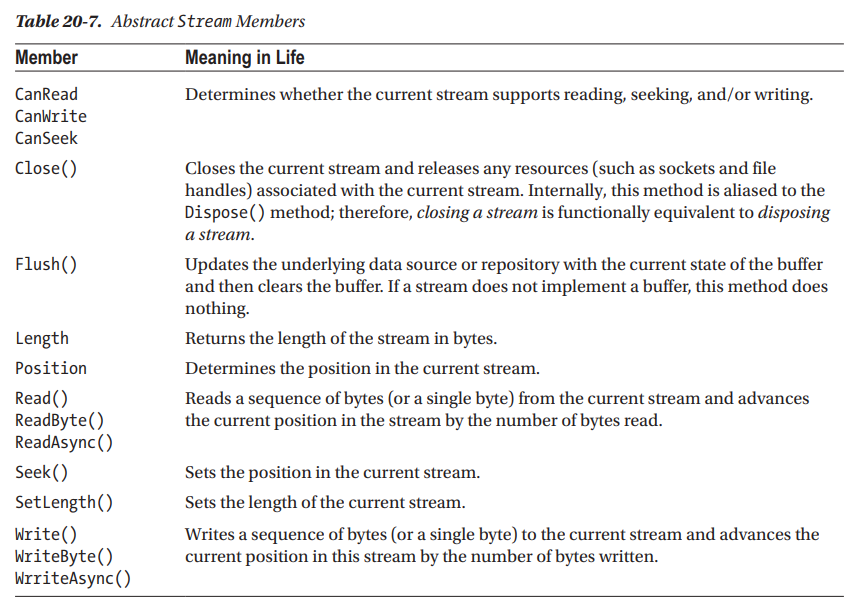 Table 20-7. Abstract Stream Members
Member Meaning in Life
CanRead Determines whether the current stream supports reading, seeking, and/or writing.
CanWrite
CanSeek
Close() Closes the current stream and releases any resources (such as sockets and file
handles) associated with the current stream. Internally, this method is aliased to the
Dispose() method; therefore, closing a stream is functionally equivalent to disposing
a stream.
Flush() Updates the underlying data source or repository with the current state of the buffer
and then clears the buffer. If a stream does not implement a buffer, this method does
nothing.
Length Returns the length of the stream in bytes.
Position Determines the position in the current stream.
Read() Reads a sequence of bytes (or a single byte) from the current stream and advances
ReadByte() the current position in the stream by the number of bytes read.
ReadAsync()
Seek() Sets the position in the current stream.
SetLength() Sets the length of the current stream.
Write() Writes a sequence of bytes (or a single byte) to the current stream and advances the
WriteByte() current position in this stream by the number of bytes written.
WrriteAsync()